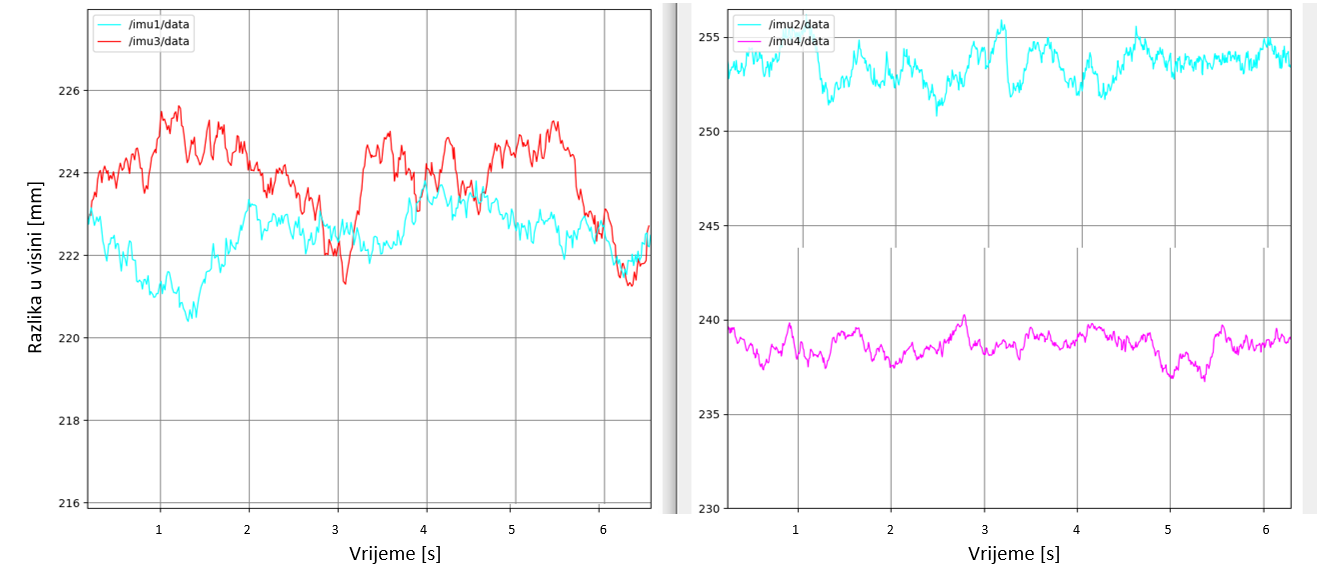 /imu1/data
/imu3/data
226
224
222
220
218
216
Razlika u visini [mm]
1 2 3 4 5 6
Vrijeme [s]
/imu2/data
/imu4/data
255
250
245
240
235
230
1 2 3 4 5 6
Vrijeme [s]